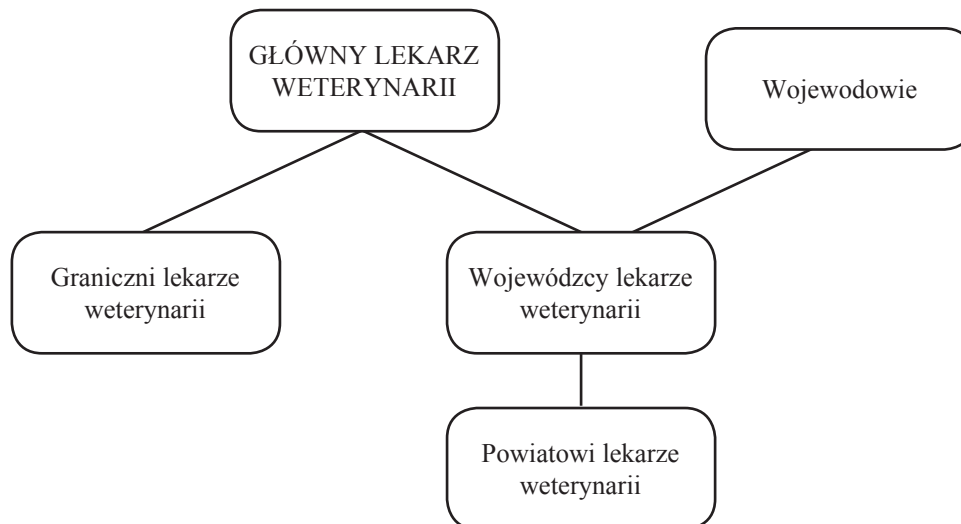 GŁÓWNY LEKARZ
WETERYNARII
Wojewodowie
Graniczni lekarze
weterynarii
Wojewódzcy lekarze
weterynarii
Powiatowi lekarze
weterynarii